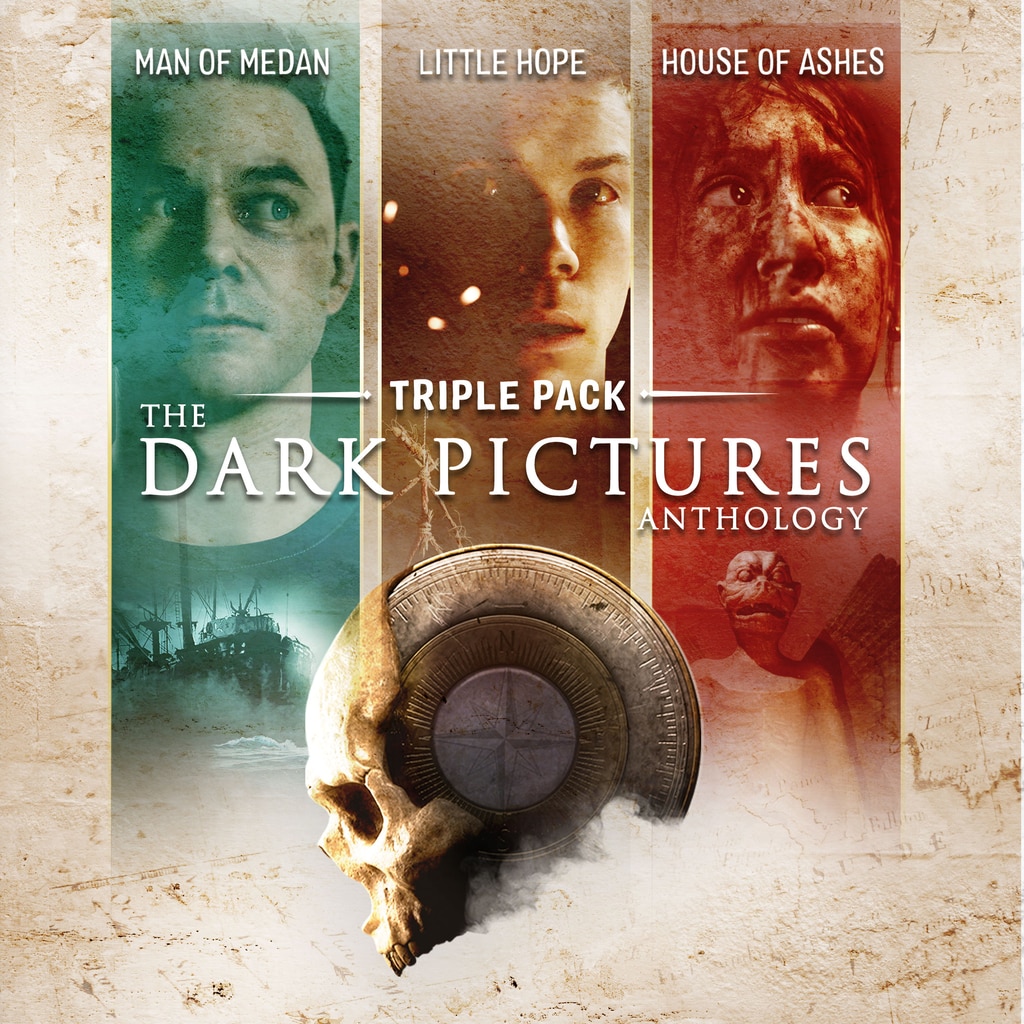 MAN OF MEDAN
LITTLE HOPE
HOUSE OF ASHES
TRIPLE PACK
THE
DARK PICTURES
ANTHOLOGY
N
S